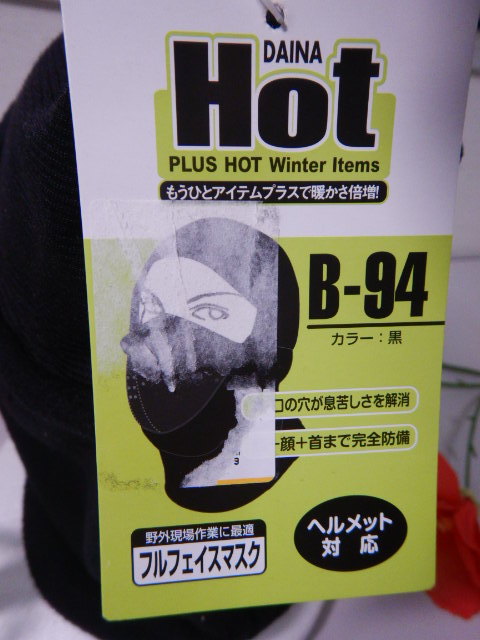 DAINA
Hot
PLUS HOT Winter Items
もうひとアイテムプラスで暖かさ倍増!
B-94
カラー：黒
口の穴が息苦しさを解消
顔+首まで完全防備
9
野外現場作業に最適
フルフェイスマスク
ヘルメット
対応